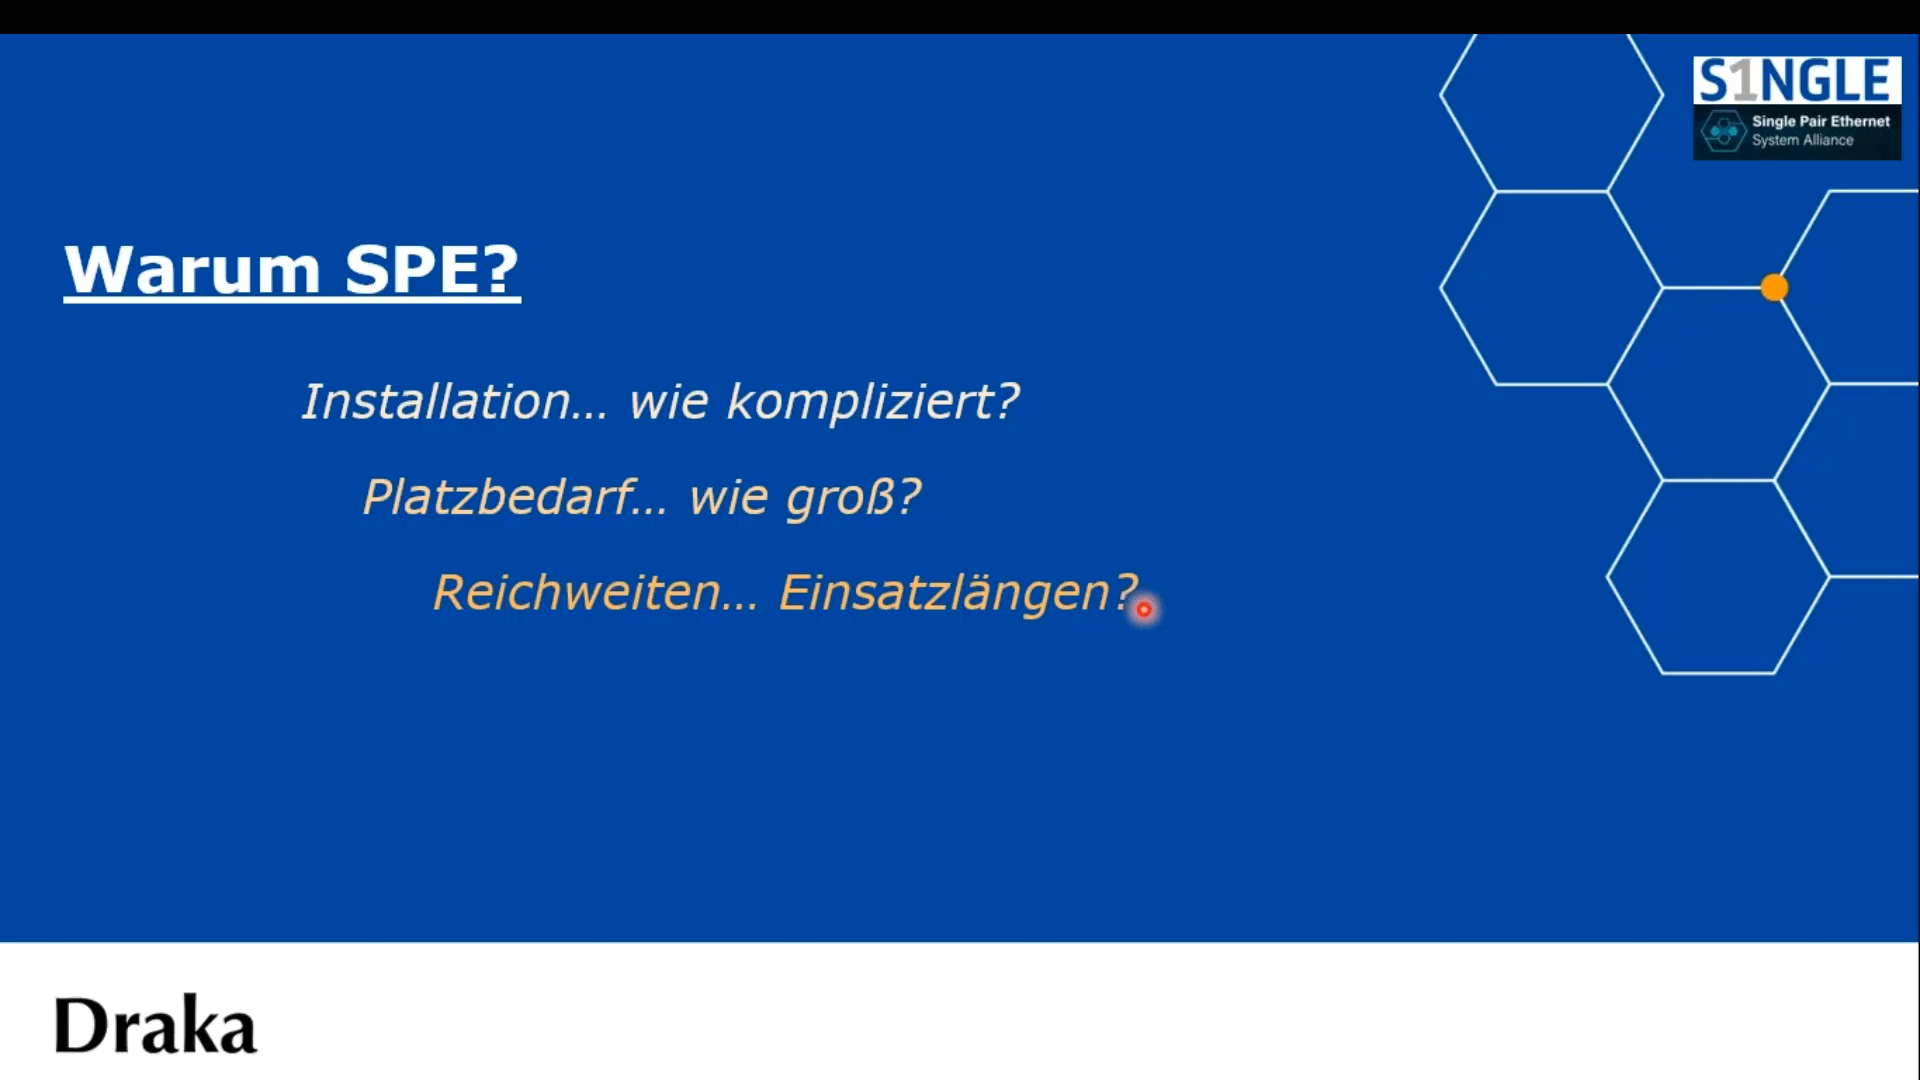 S1NGLE
Single Pair Ethernet
System Alliance
Warum SPE?
Installation... wie kompliziert?
Platzbedarf... wie groß?
Reichweiten... Einsatzlängen?
Draka